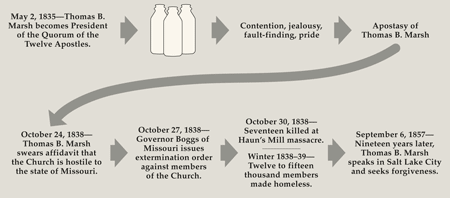 May 2, 1835—Thomas B.
Marsh becomes President
of the Quorum of the
Twelve Apostles.
Contention, jealousy,
fault-finding, pride
Apostasy of
Thomas B. Marsh
October 24, 1838—
Thomas B. Marsh
swears affidavit that
the Church is hostile to
the state of Missouri.
October 27, 1838—
Governor Boggs of
Missouri issues
extermination order
against members
of the Church.
October 30, 1838—
Seventeen killed at
Haun's Mill massacre.
Winter 1838–39—
Twelve to fifteen
thousand members
made homeless.
September 6, 1857—
Nineteen years later,
Thomas B. Marsh
speaks in Salt Lake City
and seeks forgiveness.